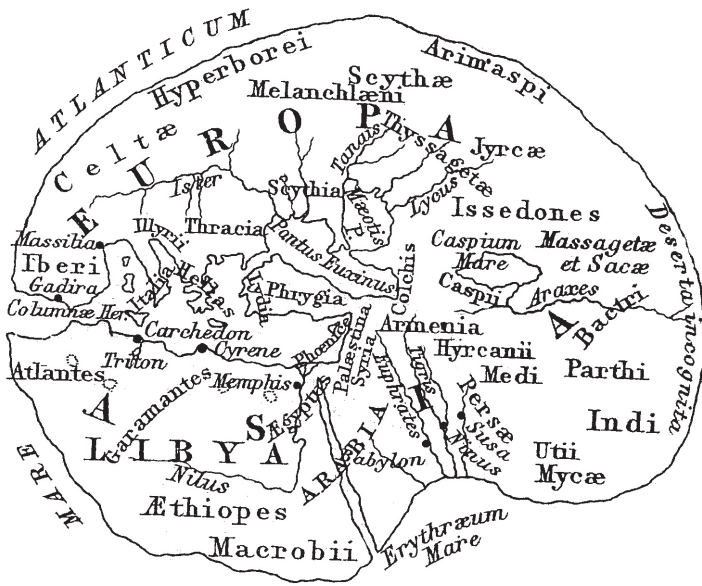 ATLANTICUM
Hyperborei
Arimaspi
Scythæ
Melanchlæni
EUROPA
Celtæ
Tanais
Thyssagetæ
Jyrcæ
Ister
Scythia
Lycus
Mæotis P.
Issedones
Deserta incognita
Massilia
Illyrii
Thracia
Pontus Euxinus
Colchis
Caspium
Mare
Massagetæ
et Sacæ
Iberi
Gadira
Italia
Hellas
Lydia
Phrygia
Caspii
Araxes
Bactri
Columnæ Her.
Carchedon
Triton
Cyrene
Phoenice
Palæstina
Syria
Armenia
Hyrcanii
Medi
Parthi
Atlantes
Garamantes
Memphis
Ægyptus
Euphrates
Tigris
Persæ
Susa
Indi
ASIA
LIBYA
ARABIA
Babylon
Utii
Mycæ
Nilus
Æthiopes
Macrobii
MARE
Erythræum
Mare